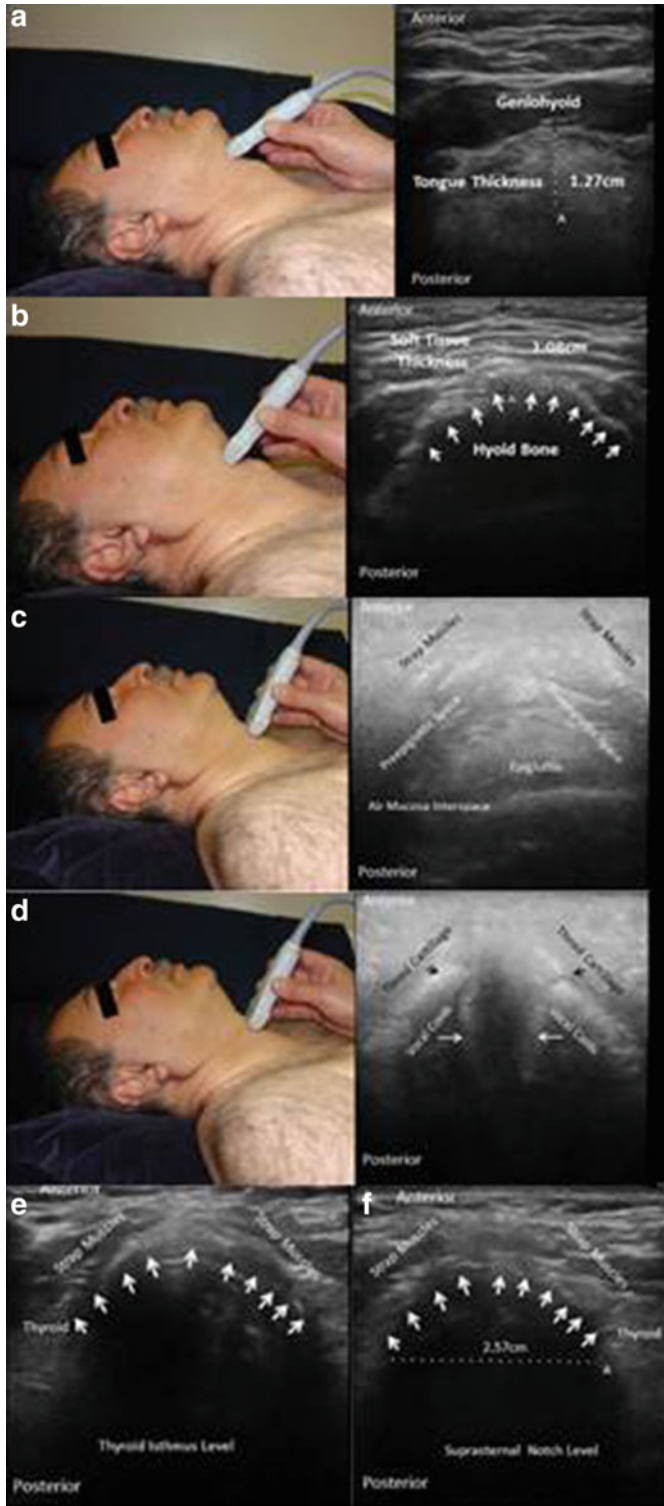 a
Anterior
Geniohyoid
Tongue Thickness 1.27cm
A
Posterior
b
Anterior
Soft Tissue
Thickness
1.08cm
A
Hyoid Bone
Posterior
c
Anterior
Strap Muscles
Strap Muscles
Preepiglottic Space
Epiglottis
Air Mucosa Interspace
Posterior
d
Anterior
Thyroid Cartilage
Thyroid Cartilage
Vocal Cords
Vocal Cords
Posterior
e
Anterior
Strap Muscles
Strap Muscles
Thyroid
Thyroid Isthmus Level
Posterior
f
Anterior
Strap Muscles
Strap Muscles
Thyroid
2.57cm
A
Suprasternal Notch Level
Posterior